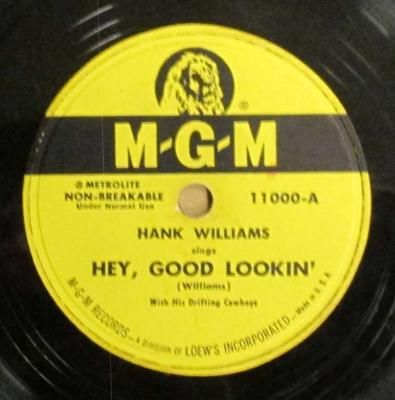 ®
M-G-M
® METROLITE
NON-BREAKABLE
Under Normal Use
11000-A
HANK WILLIAMS
sings
HEY, GOOD LOOKIN'
(Williams)
With His Drifting Cowboys
M-G-M RECORDS—A DIVISION OF LOEW'S INCORPORATED—MADE IN U.S.A.